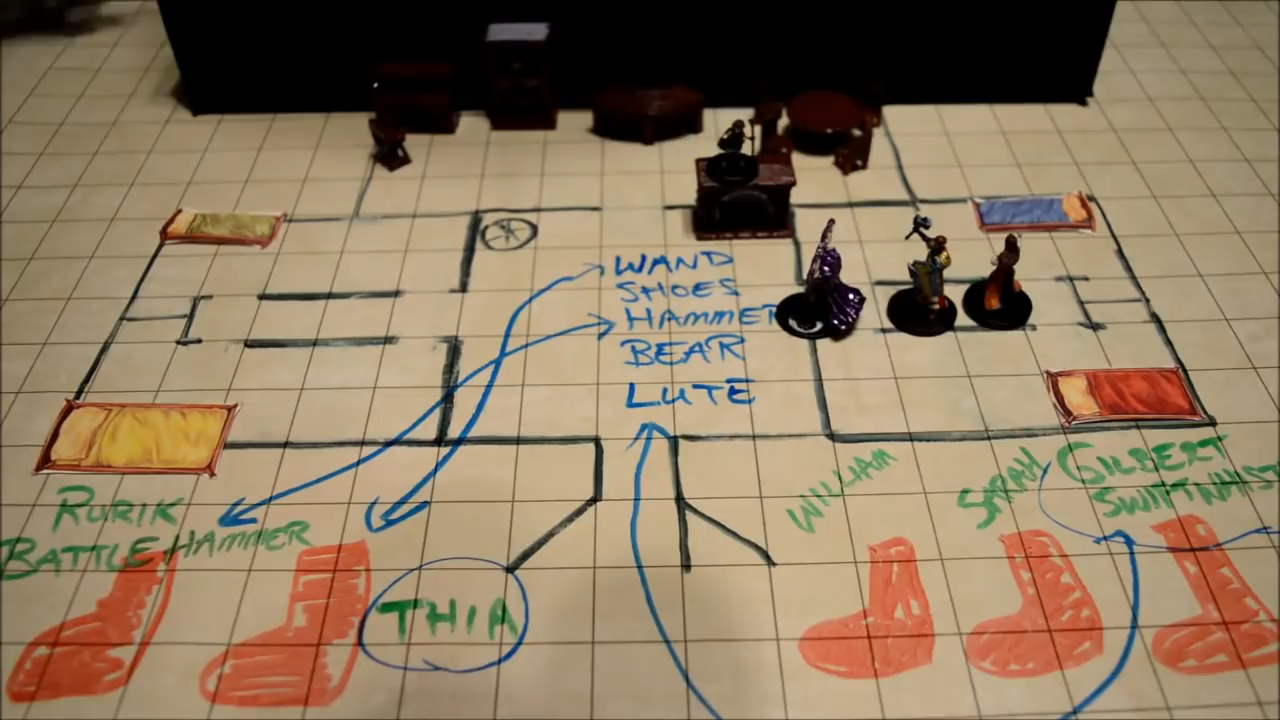 WAND
SHOES
HAMMER
BEAR
LUTE
RURIK
BATTLEHAMMER
THIA
WILLIAM
SARAH
GILBERT